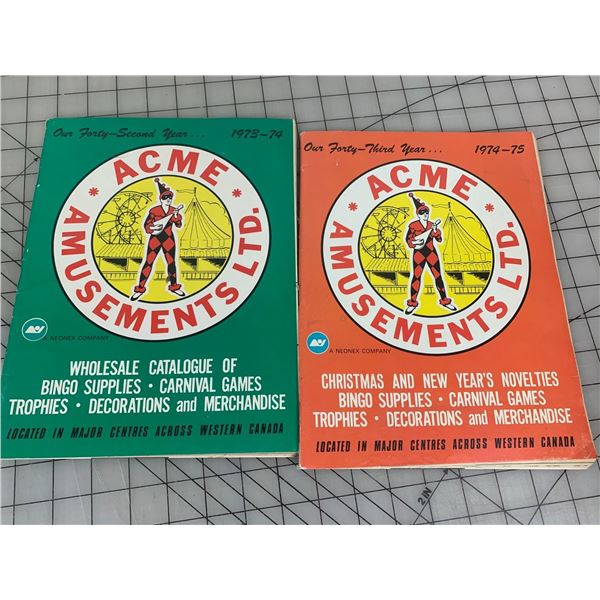 Our Forty-Second Year... 1973-74
* ACME *
AMUSEMENTS LTD.
A NEONEX COMPANY
WHOLESALE CATALOGUE OF
BINGO SUPPLIES · CARNIVAL GAMES
TROPHIES · DECORATIONS and MERCHANDISE
LOCATED IN MAJOR CENTRES ACROSS WESTERN CANADA
Our Forty-Third Year... 1974-75
* ACME *
AMUSEMENTS LTD.
A NEONEX COMPANY
CHRISTMAS AND NEW YEAR'S NOVELTIES
BINGO SUPPLIES · CARNIVAL GAMES
TROPHIES · DECORATIONS and MERCHANDISE
LOCATED IN MAJOR CENTRES ACROSS WESTERN CANADA
2 IN